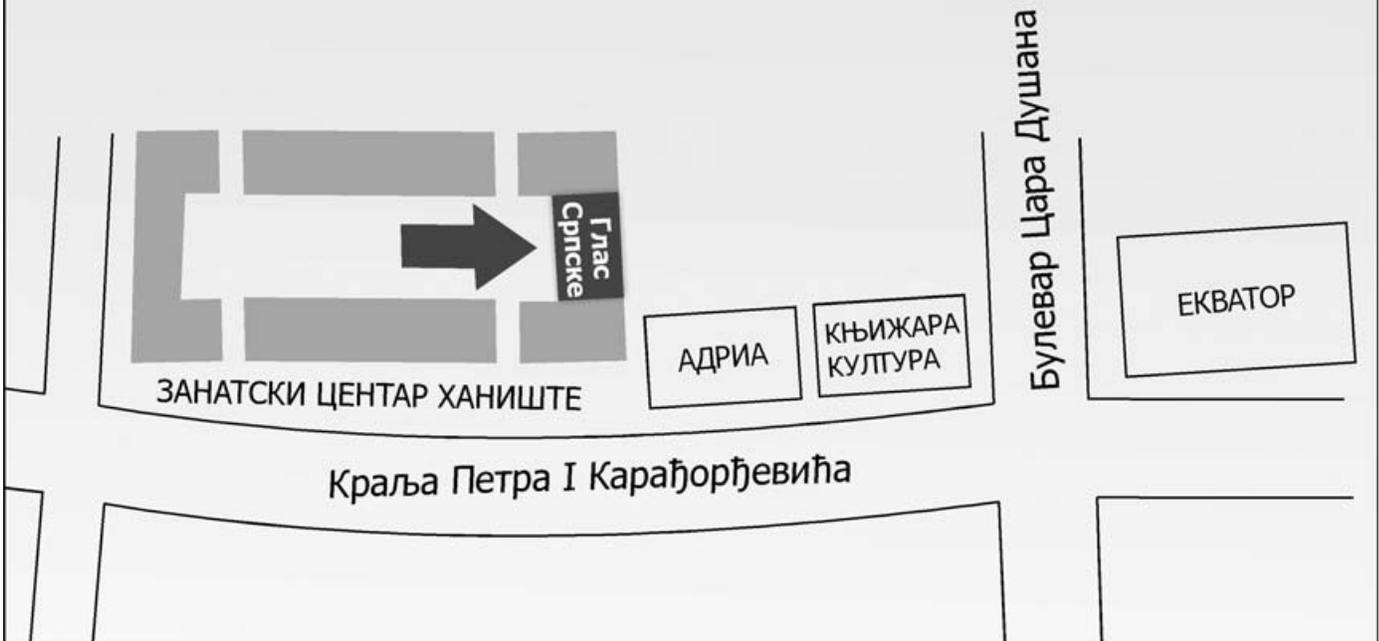 Булевар Цара Душана
Глас
Српске
ЕКВАТОР
АДРИА
КЊИЖАРА
КУЛТУРА
ЗАНАТСКИ ЦЕНТАР ХАНИШТЕ
Краља Петра I Карађорђевића